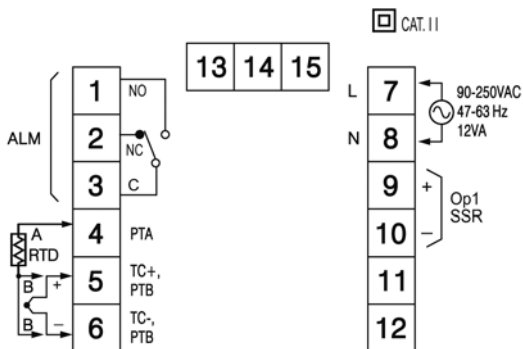 CAT. II
13 14 15
ALM
1 NO
2 NC
3 C
4 PTA
5 TC+,
PTB
6 TC-,
PTB
A
RTD
B +
B −
L 7
N 8
90-250VAC
47-63 Hz
12VA
9 +
10 −
Op1
SSR
11
12